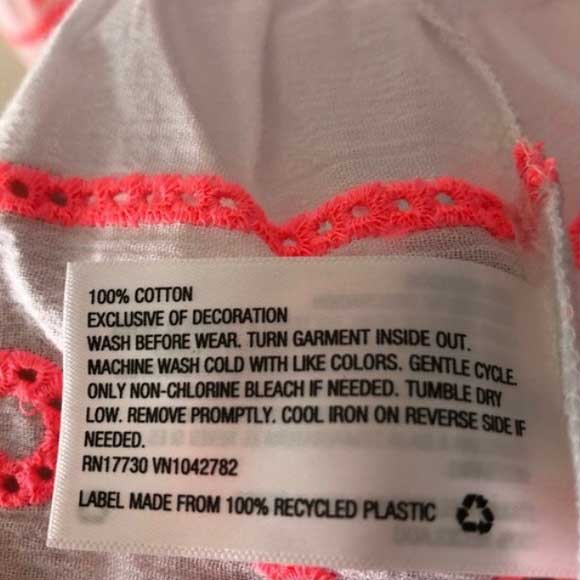 100% COTTON
EXCLUSIVE OF DECORATION
WASH BEFORE WEAR. TURN GARMENT INSIDE OUT.
MACHINE WASH COLD WITH LIKE COLORS. GENTLE CYCLE.
ONLY NON-CHLORINE BLEACH IF NEEDED. TUMBLE DRY
LOW. REMOVE PROMPTLY. COOL IRON ON REVERSE SIDE IF
NEEDED.
RN17730 VN1042782
LABEL MADE FROM 100% RECYCLED PLASTIC